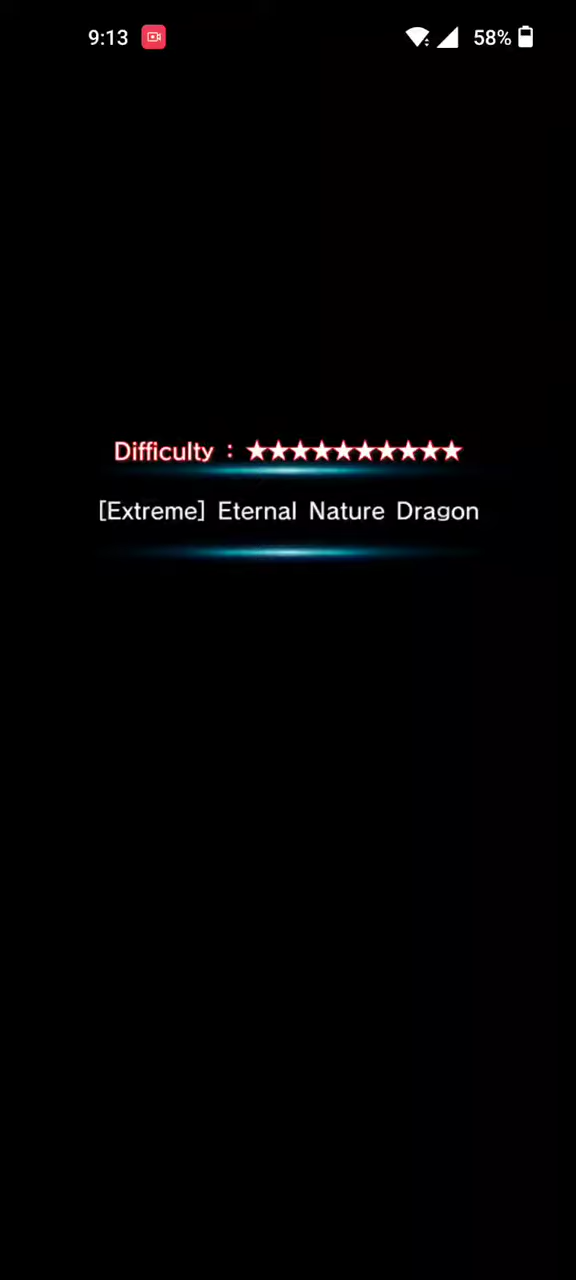 9:13
58%
Difficulty : ★★★★★★★★★★
[Extreme] Eternal Nature Dragon